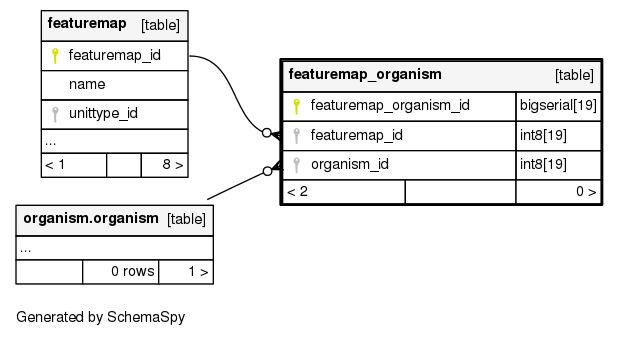 featuremap [table]
featuremap_id
name
unittype_id
...
< 1 8 >
featuremap_organism [table]
featuremap_organism_id bigserial[19]
featuremap_id int8[19]
organism_id int8[19]
< 2 0 >
organism.organism [table]
...
0 rows 1 >
Generated by SchemaSpy